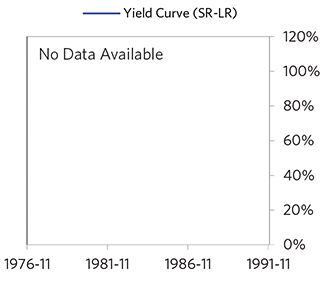 Yield Curve (SR-LR)
No Data Available
120%
100%
80%
60%
40%
20%
0%
1976-11 1981-11 1986-11 1991-11